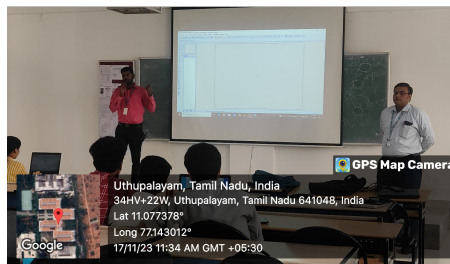 GPS Map Camera
Uthupalayam, Tamil Nadu, India
34HV+22W, Uthupalayam, Tamil Nadu 641048, India
Lat 11.077378°
Long 77.143012°
17/11/23 11:34 AM GMT +05:30
Google